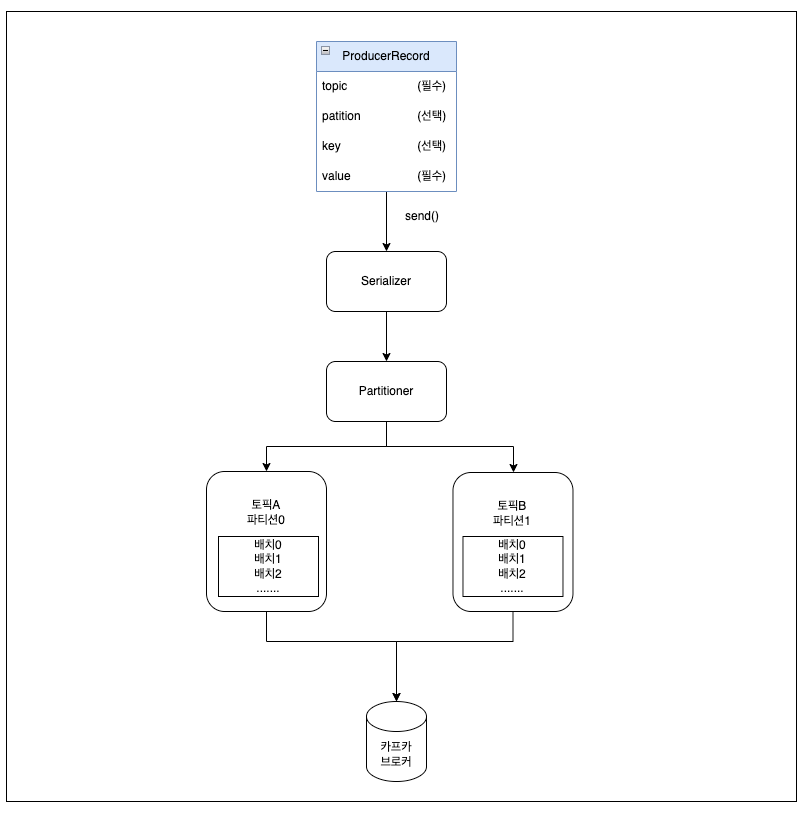 ProducerRecord
topic (필수)
patition (선택)
key (선택)
value (필수)
send()
Serializer
Partitioner
토픽A
파티션0
배치0
배치1
배치2
.......
토픽B
파티션1
배치0
배치1
배치2
.......
카프카
브로커